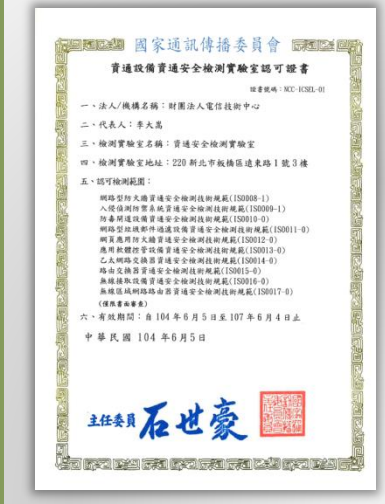 國家通訊傳播委員會
資通設備資通安全檢測實驗室認可證書
證書號碼：NCC-ICSEL-01
一、法人/機構名稱：財團法人電信技術中心
二、代表人：李大嵩
三、檢測實驗室名稱：資通安全檢測實驗室
四、檢測實驗室地址：220 新北市板橋區遠東路 1 號 3 樓
五、認可檢測範圍：
網路型防火牆資通安全檢測技術規範(IS0008-1)
入侵偵測防禦系統資通安全檢測技術規範(IS009-1)
防毒閘道設備資通安全檢測技術規範(IS0010-0)
網路型垃圾郵件過濾設備資通安全檢測技術規範(IS0011-0)
網頁應用防火牆資通安全檢測技術規範(IS0012-0)
應用軟體控管設備資通安全檢測技術規範(IS0013-0)
乙太網路交換器資通安全檢測技術規範(IS0014-0)
路由交換器資通安全檢測技術規範(IS0015-0)
無線接取設備資通安全檢測技術規範(IS0016-0)
無線區域網路路由器資通安全檢測技術規範(IS0017-0)
(僅限書面審查)
六、有效期間：自 104 年 6 月 5 日至 107 年 6 月 4 日止
中 華 民 國 104 年 6 月 5 日
主任委員 石世豪